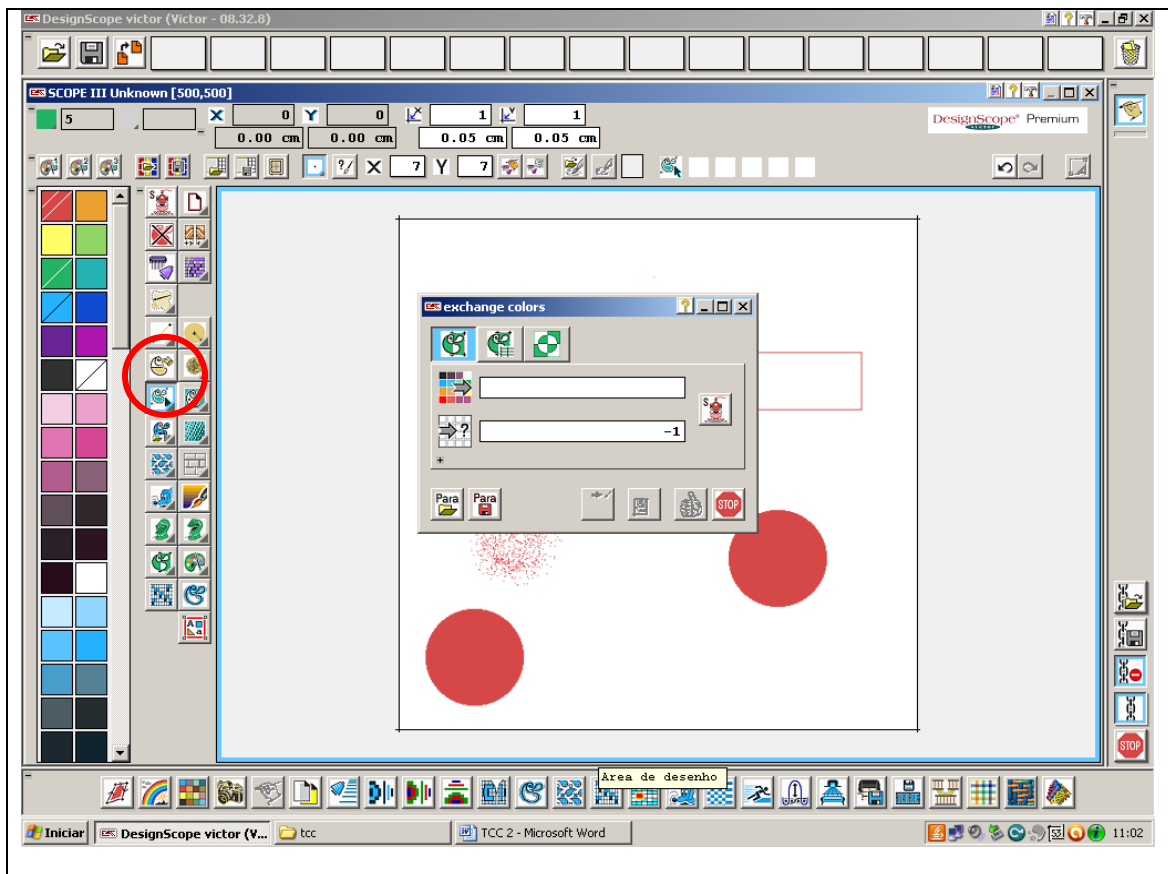 DesignScope victor (Victor - 08.32.8)
SCOPE III Unknown [500,500]
5 X 0 Y 0 1 1
0.00 cm 0.00 cm 0.05 cm 0.05 cm
DesignScope victor Premium
X 7 Y 7
exchange colors
-1
Para Para STOP
STOP
Area de desenho
Iniciar DesignScope victor (V... tcc TCC 2 - Microsoft Word 11:02